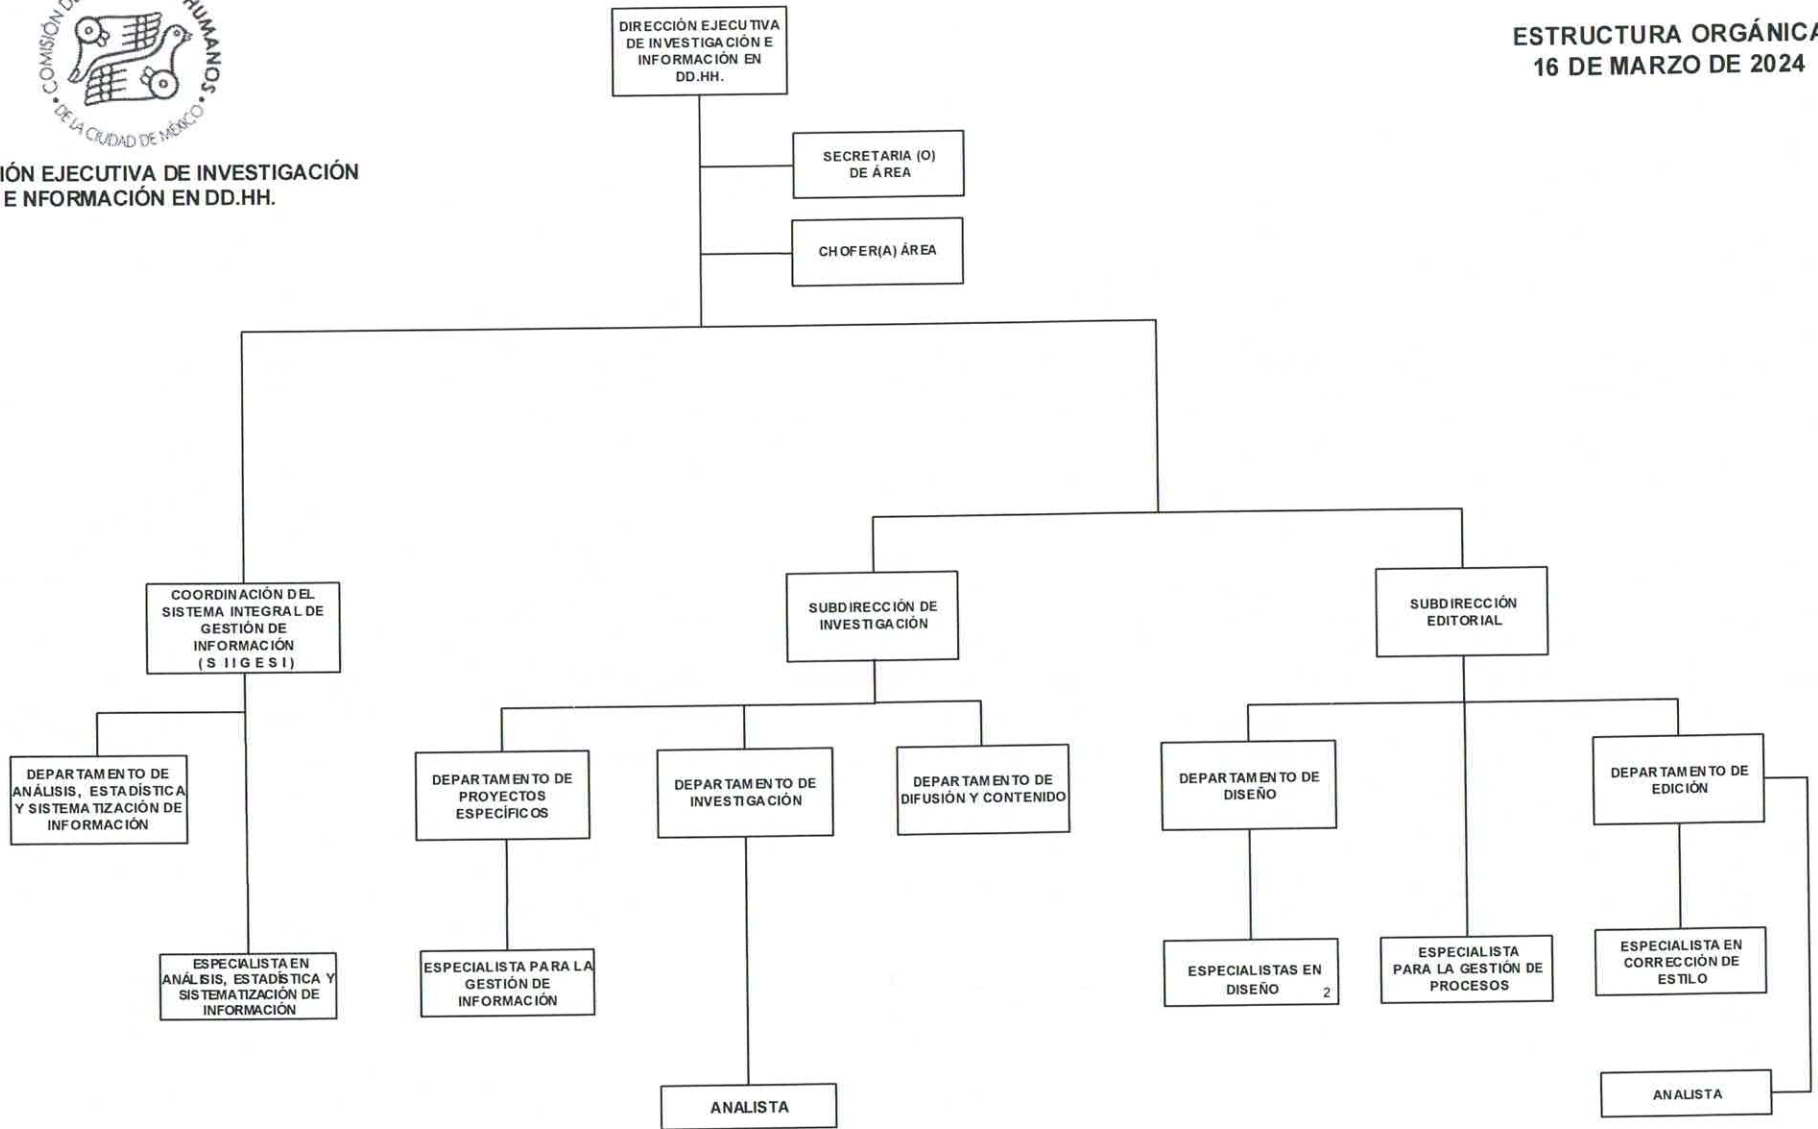 COMISIÓN DE
HUMANOS
DE LA CIUDAD DE MÉXICO
IÓN EJECUTIVA DE INVESTIGACIÓN
E NFORMACIÓN EN DD.HH.
ESTRUCTURA ORGÁNICA
16 DE MARZO DE 2024
DIRECCIÓN EJECUTIVA
DE INVESTIGACIÓN E
INFORMACIÓN EN
DD.HH.
SECRETARIA (O)
DE ÁREA
CHOFER(A) ÁREA
COORDINACIÓN DEL
SISTEMA INTEGRAL DE
GESTIÓN DE
INFORMACIÓN
(S IIGESI)
SUBDIRECCIÓN DE
INVESTIGACIÓN
SUBDIRECCIÓN
EDITORIAL
DEPARTAMENTO DE
ANÁLISIS, ESTADÍSTICA
Y SISTEMATIZACIÓN DE
INFORMACIÓN
DEPARTAMENTO DE
PROYECTOS
ESPECÍFICOS
DEPARTAMENTO DE
INVESTIGACIÓN
DEPARTAMENTO DE
DIFUSIÓN Y CONTENIDO
DEPARTAMENTO DE
DISEÑO
DEPARTAMENTO DE
EDICIÓN
ESPECIALISTA EN
ANÁLISIS, ESTADÍSTICA Y
SISTEMATIZACIÓN DE
INFORMACIÓN
ESPECIALISTA PARA LA
GESTIÓN DE
INFORMACIÓN
ESPECIALISTAS EN
DISEÑO 2
ESPECIALISTA
PARA LA GESTIÓN DE
PROCESOS
ESPECIALISTA EN
CORRECCIÓN DE
ESTILO
ANALISTA
ANALISTA